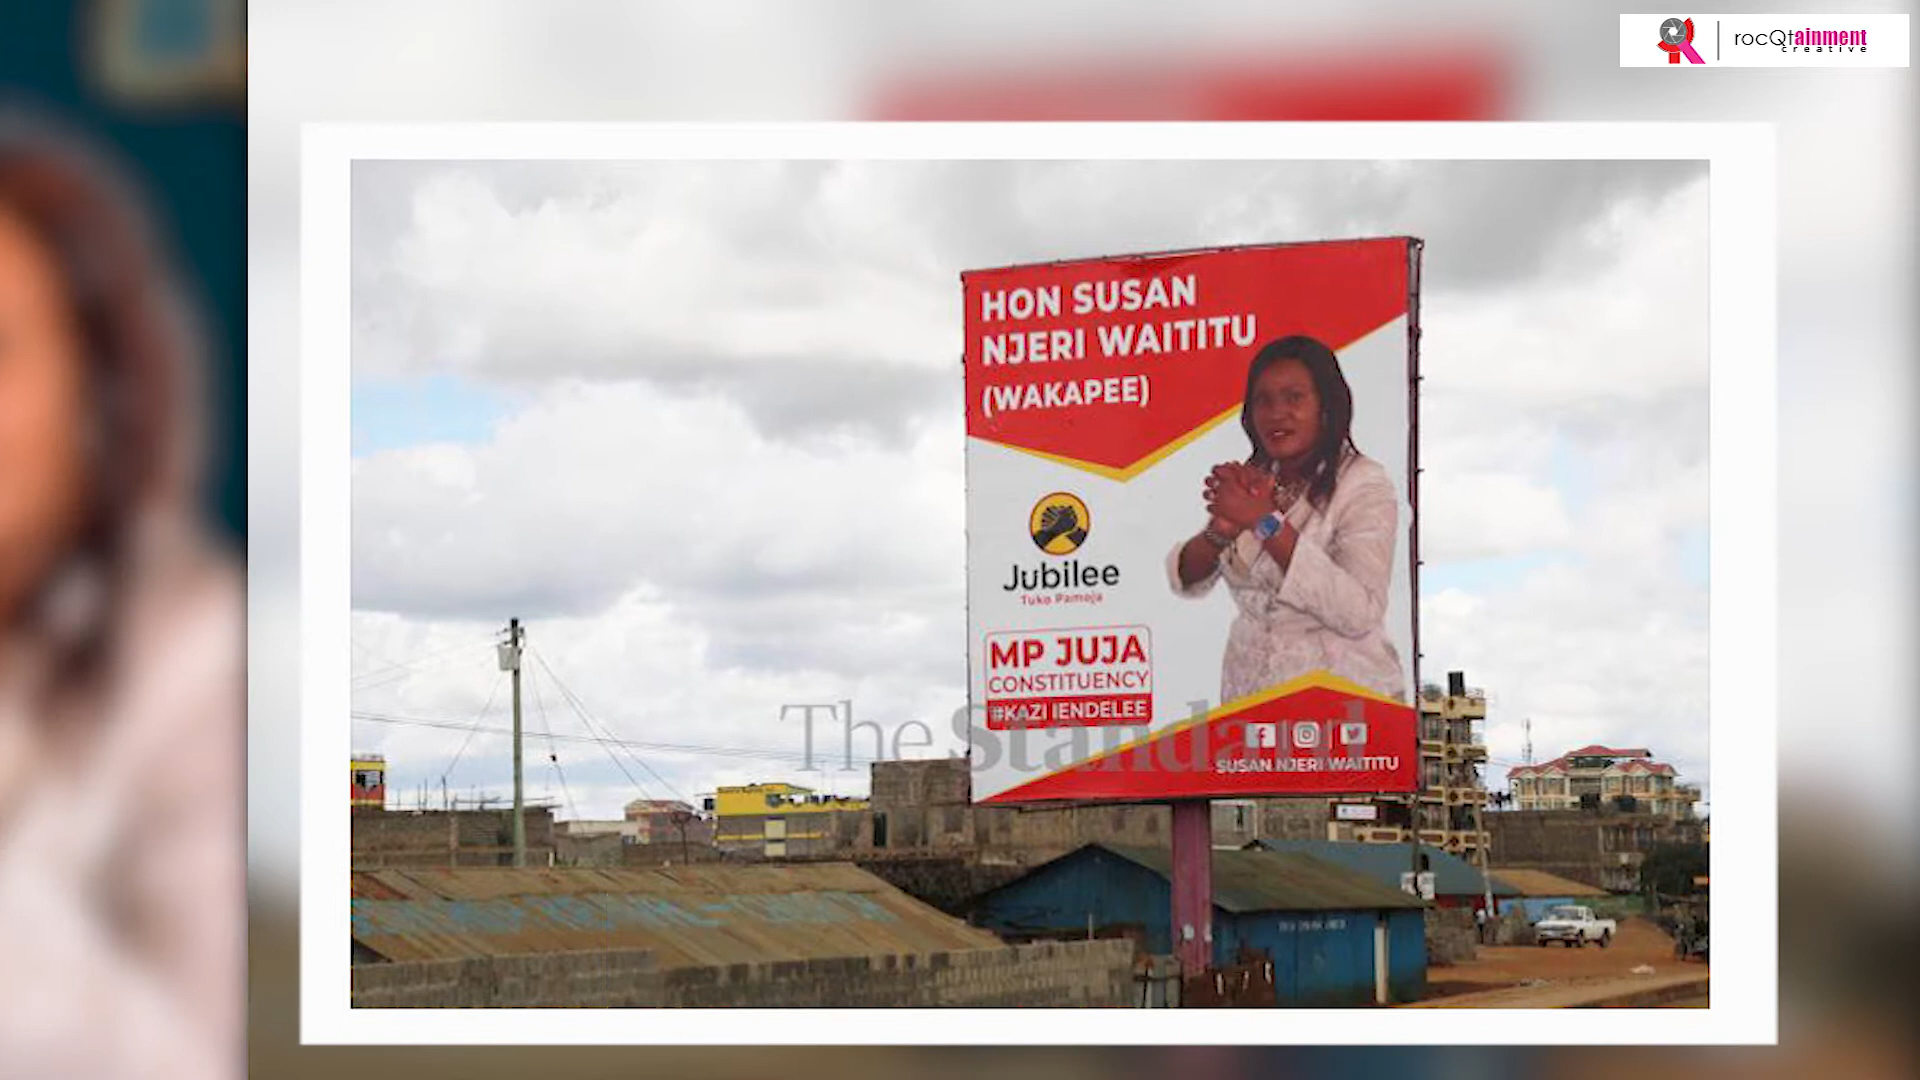 rocQtainment
creative
HON SUSAN
NJERI WAITITU
(WAKAPEE)
Jubilee
Tuko Pamoja
MP JUJA
CONSTITUENCY
#KAZI IENDELEE
The Standard
SUSAN NJERI WAITITU